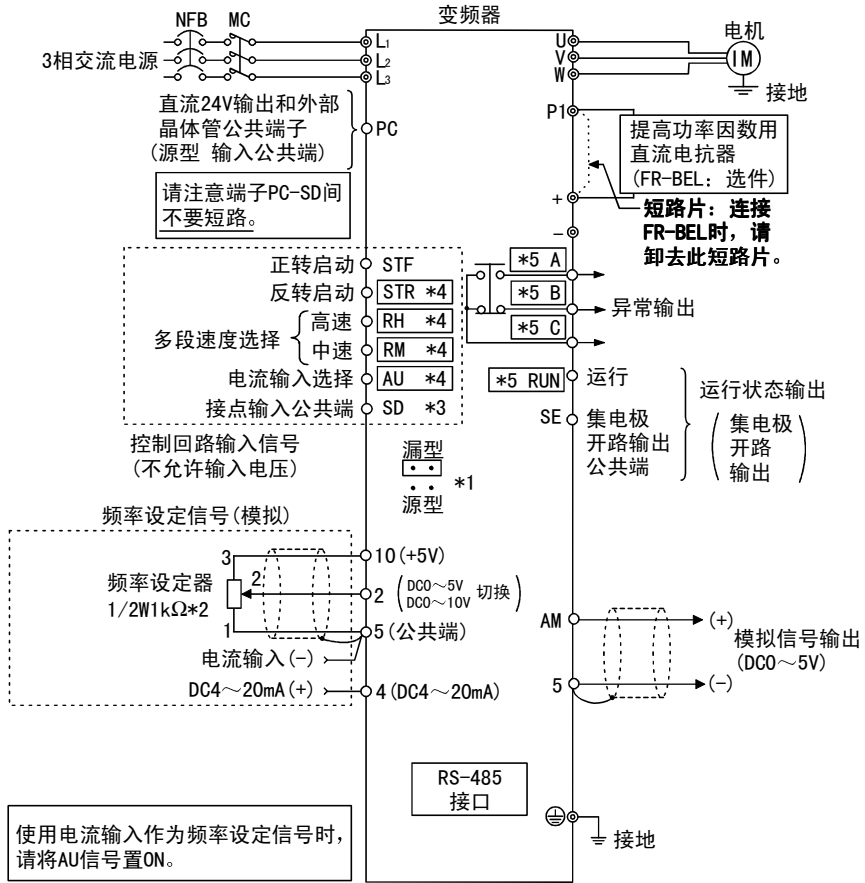 变频器
NFB MC
3相交流电源
L1
L2
L3
U
V
W
电机
IM
接地
直流24V输出和外部
晶体管公共端子
(源型 输入公共端)
PC
请注意端子PC-SD间
不要短路。
P1
提高功率因数用
直流电抗器
(FR-BEL：选件)
+
短路片：连接
FR-BEL时，请
卸去此短路片。
-
正转启动 STF
反转启动 STR *4
多段速度选择
高速 RH *4
中速 RM *4
电流输入选择 AU *4
接点输入公共端 SD *3
控制回路输入信号
(不允许输入电压)
*5 A
*5 B
*5 C
异常输出
*5 RUN 运行
SE 集电极
开路输出
公共端
运行状态输出
(集电极
开路
输出)
漏型
*1
源型
频率设定信号(模拟)
频率设定器
1/2W1kΩ*2
3
2
1
10(+5V)
2 (DC0～5V
DC0～10V 切换)
5(公共端)
电流输入(-)
DC4～20mA(+)
4(DC4～20mA)
AM
(+)
模拟信号输出
(DC0～5V)
5
(-)
RS-485
接口
接地
使用电流输入作为频率设定信号时，
请将AU信号置ON。